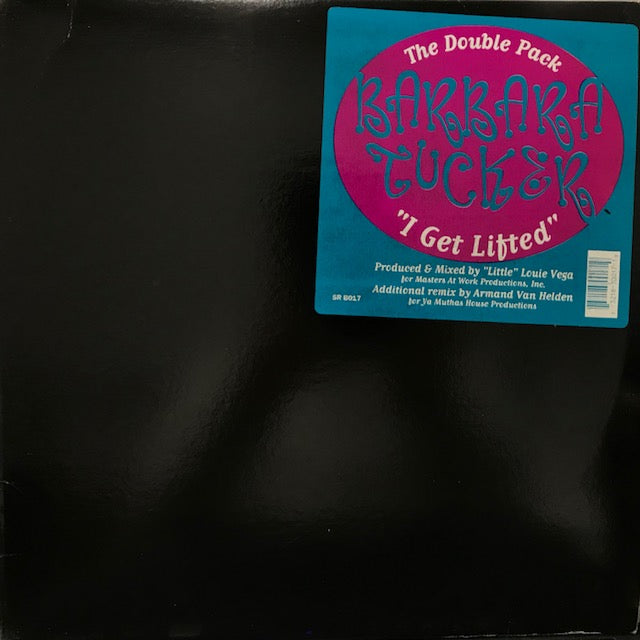 The Double Pack
BARBARA
TUCKER
"I Get Lifted"
Produced & Mixed by "Little" Louie Vega
for Masters At Work Productions, Inc.
Additional remix by Armand Van Helden
for Ya Muthas House Productions
SR B017